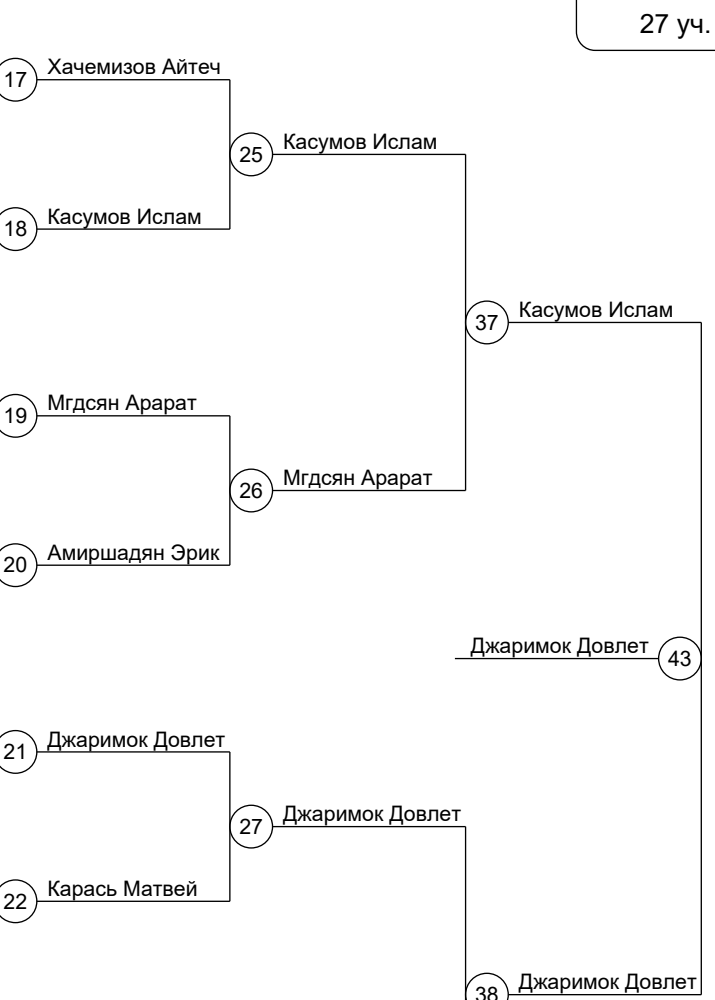 27 уч.
17 Хачемизов Айтеч
25 Касумов Ислам
18 Касумов Ислам
37 Касумов Ислам
19 Мгдсян Арарат
26 Мгдсян Арарат
20 Амиршадян Эрик
Джаримок Довлет 43
21 Джаримок Довлет
27 Джаримок Довлет
22 Карась Матвей
38 Джаримок Довлет